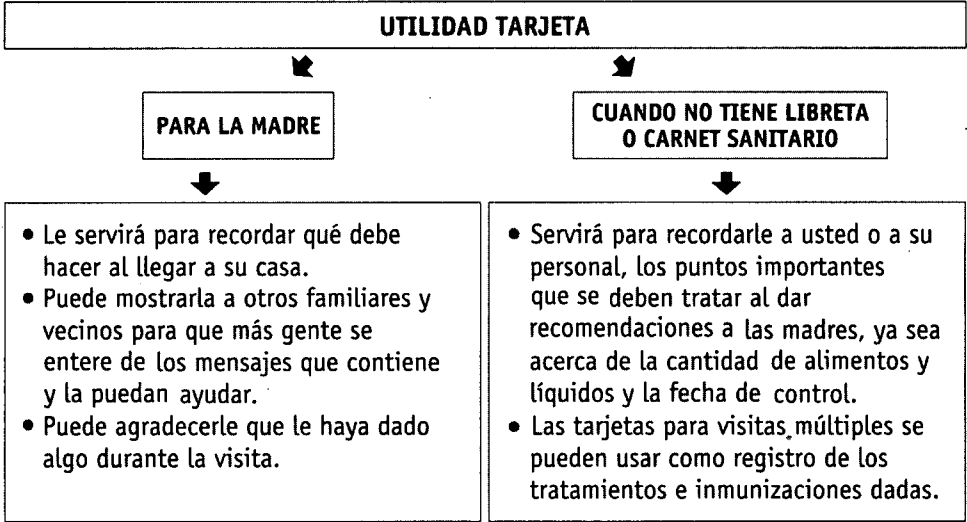 UTILIDAD TARJETA
PARA LA MADRE
CUANDO NO TIENE LIBRETA
O CARNET SANITARIO
• Le servirá para recordar qué debe
hacer al llegar a su casa.
• Puede mostrarla a otros familiares y
vecinos para que más gente se
entere de los mensajes que contiene
y la puedan ayudar.
• Puede agradecerle que le haya dado
algo durante la visita.
• Servirá para recordarle a usted o a su
personal, los puntos importantes
que se deben tratar al dar
recomendaciones a las madres, ya sea
acerca de la cantidad de alimentos y
líquidos y la fecha de control.
• Las tarjetas para visitas múltiples se
pueden usar como registro de los
tratamientos e inmunizaciones dadas.